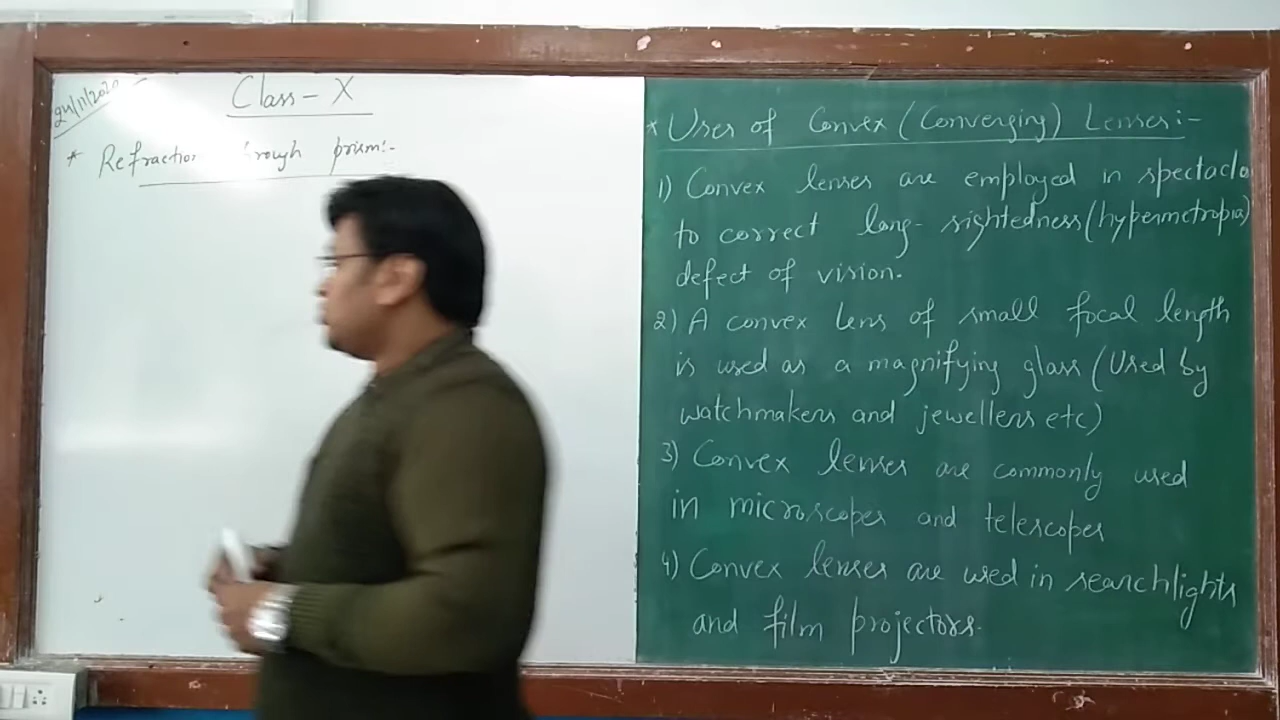 24/11/2020
Class - X
* Refraction through prism:-
* Uses of Convex (Converging) Lenses:-
1) Convex lenses are employed in spectacle
to correct long-sightedness (hypermetropia)
defect of vision.
2) A convex lens of small focal length
is used as a magnifying glass (Used by
watchmakers and jewellers etc)
3) Convex lenses are commonly used
in microscopes and telescopes
4) Convex lenses are used in searchlights
and film projectors.